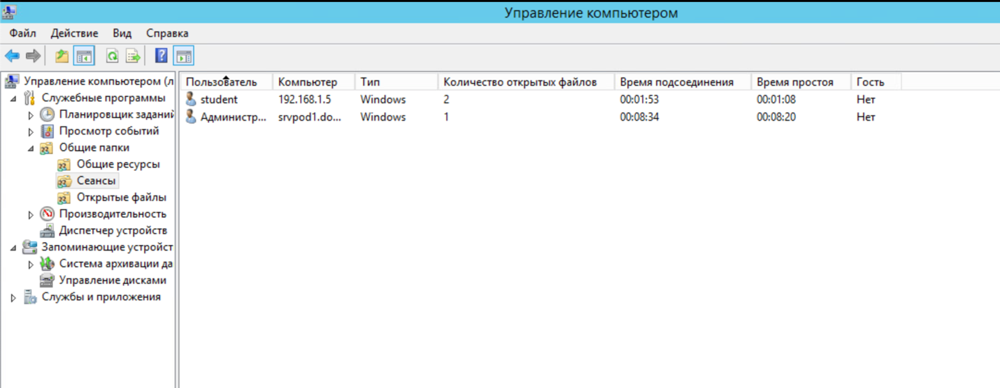 Управление компьютером
Файл Действие Вид Справка
Управление компьютером (л
Служебные программы
Планировщик заданий
Просмотр событий
Общие папки
Общие ресурсы
Сеансы
Открытые файлы
Производительность
Диспетчер устройств
Запоминающие устройст
Система архивации да
Управление дисками
Службы и приложения
Пользователь Компьютер Тип Количество открытых файлов Время подсоединения Время простоя Гость
student 192.168.1.5 Windows 2 00:01:53 00:01:08 Нет
Администр... srvpod1.do... Windows 1 00:08:34 00:08:20 Нет